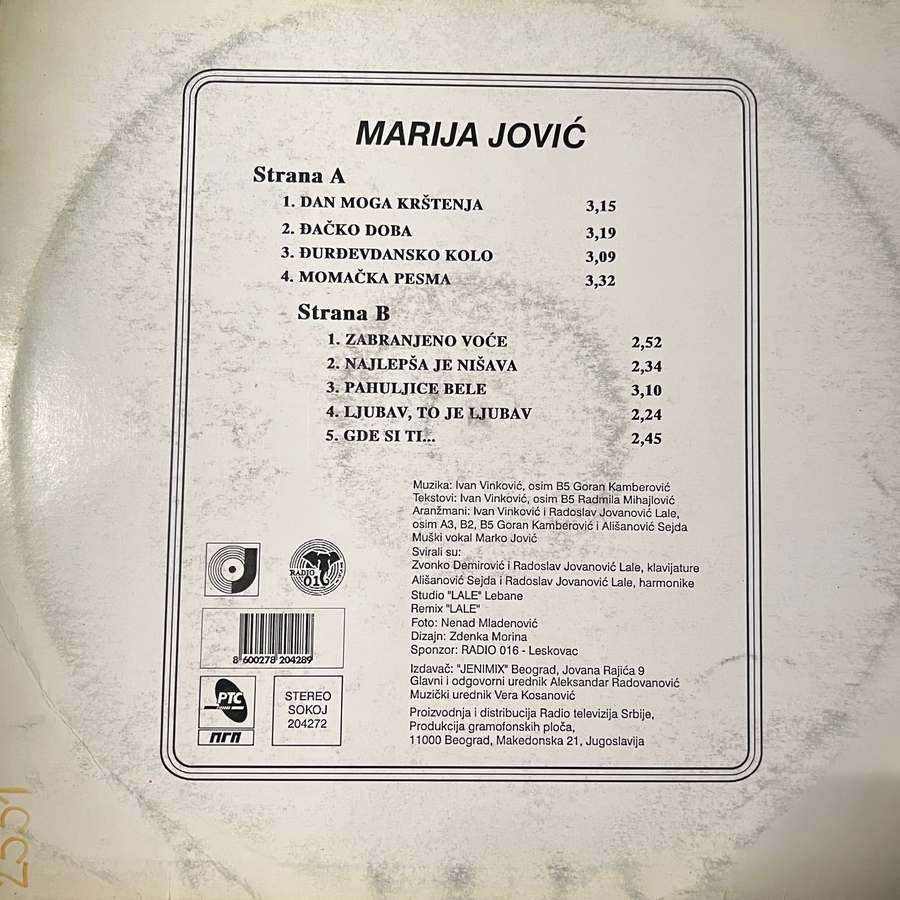 MARIJA JOVIĆ
Strana A
1. DAN MOGA KRŠTENJA 3,15
2. ĐAČKO DOBA 3,19
3. ĐURĐEVDANSKO KOLO 3,09
4. MOMAČKA PESMA 3,32
Strana B
1. ZABRANJENO VOĆE 2,52
2. NAJLEPŠA JE NIŠAVA 2,34
3. PAHULJICE BELE 3,10
4. LJUBAV, TO JE LJUBAV 2,24
5. GDE SI TI... 2,45
Muzika: Ivan Vinković, osim B5 Goran Kamberović
Tekstovi: Ivan Vinković, osim B5 Radmila Mihajlović
Aranžmani: Ivan Vinković i Radoslav Jovanović Lale,
osim A3, B2, B5 Goran Kamberović i Ališanović Sejda
Muški vokal Marko Jović
Svirali su:
Zvonko Demirović i Radoslav Jovanović Lale, klavijature
Ališanović Sejda i Radoslav Jovanović Lale, harmonike
Studio "LALE" Lebane
Remix "LALE"
Foto: Nenad Mladenović
Dizajn: Zdenka Morina
Sponzor: RADIO 016 - Leskovac
Izdavač: "JENIMIX" Beograd, Jovana Rajića 9
Glavni i odgovorni urednik Aleksandar Radovanović
Muzički urednik Vera Kosanović
Proizvodnja i distribucija Radio televizija Srbije,
Produkcija gramofonskih ploča,
11000 Beograd, Makedonska 21, Jugoslavija
RADIO
016
8 600278 204289
РТС
ПГП
STEREO
SOKOJ
204272